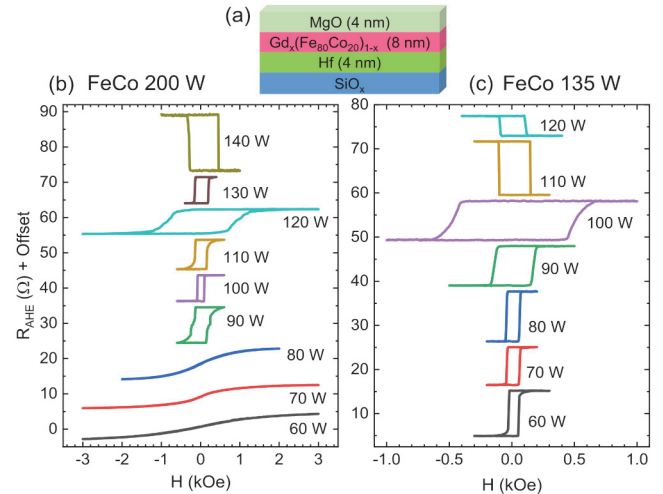 (a)
MgO (4 nm)
Gdₓ(Fe₈₀Co₂₀)₁₋ₓ (8 nm)
Hf (4 nm)
SiOₓ
(b) FeCo 200 W
R_AHE (Ω) + Offset
90
80
70
60
50
40
30
20
10
0
140 W
130 W
120 W
110 W
100 W
90 W
80 W
70 W
60 W
-3 -2 -1 0 1 2 3
H (kOe)
(c) FeCo 135 W
80
70
60
50
40
30
20
10
120 W
110 W
100 W
90 W
80 W
70 W
60 W
-1.0 -0.5 0.0 0.5 1.0
H (kOe)